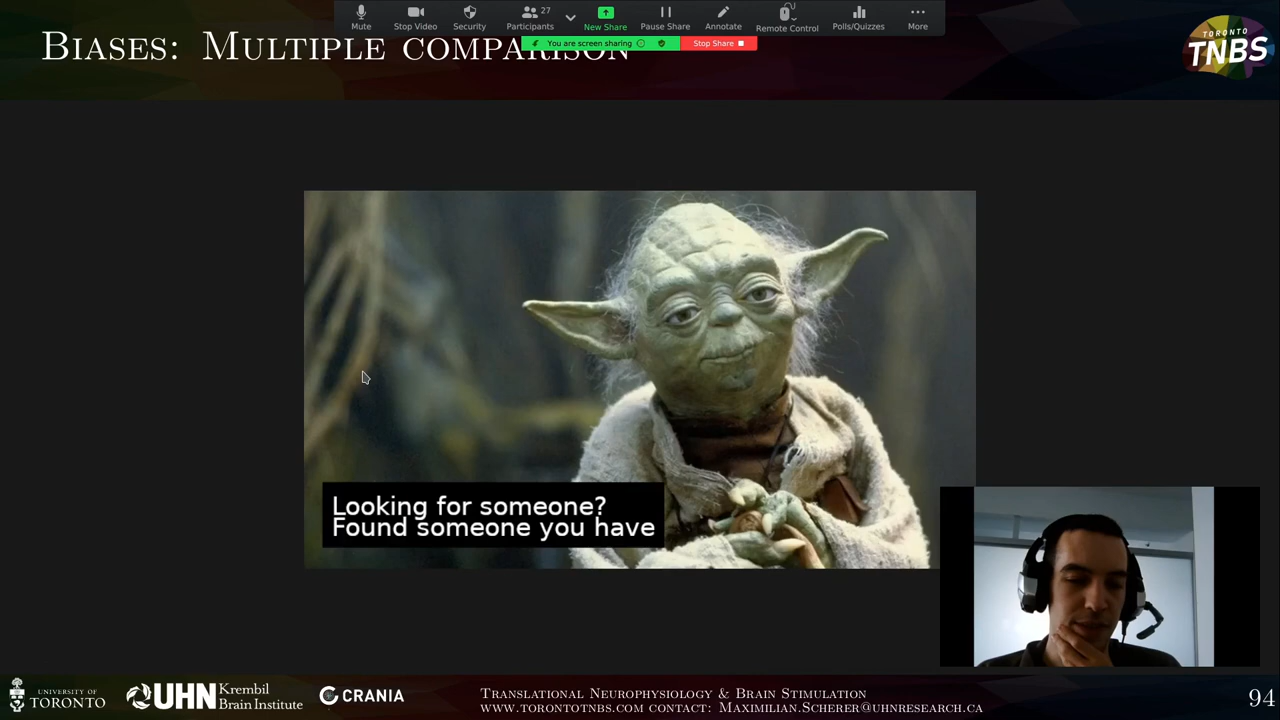 Mute
Stop Video
Security
Participants
27
New Share
Pause Share
Annotate
Remote Control
Polls/Quizzes
More
You are screen sharing
Stop Share
Biases: Multiple comparison
TORONTO
TNBS
Looking for someone?
Found someone you have
UNIVERSITY OF
TORONTO
UHN
Krembil
Brain Institute
CRANIA
Translational Neurophysiology & Brain Stimulation
www.torontotnbs.com contact: Maximilian.Scherer@uhnresearch.ca
94